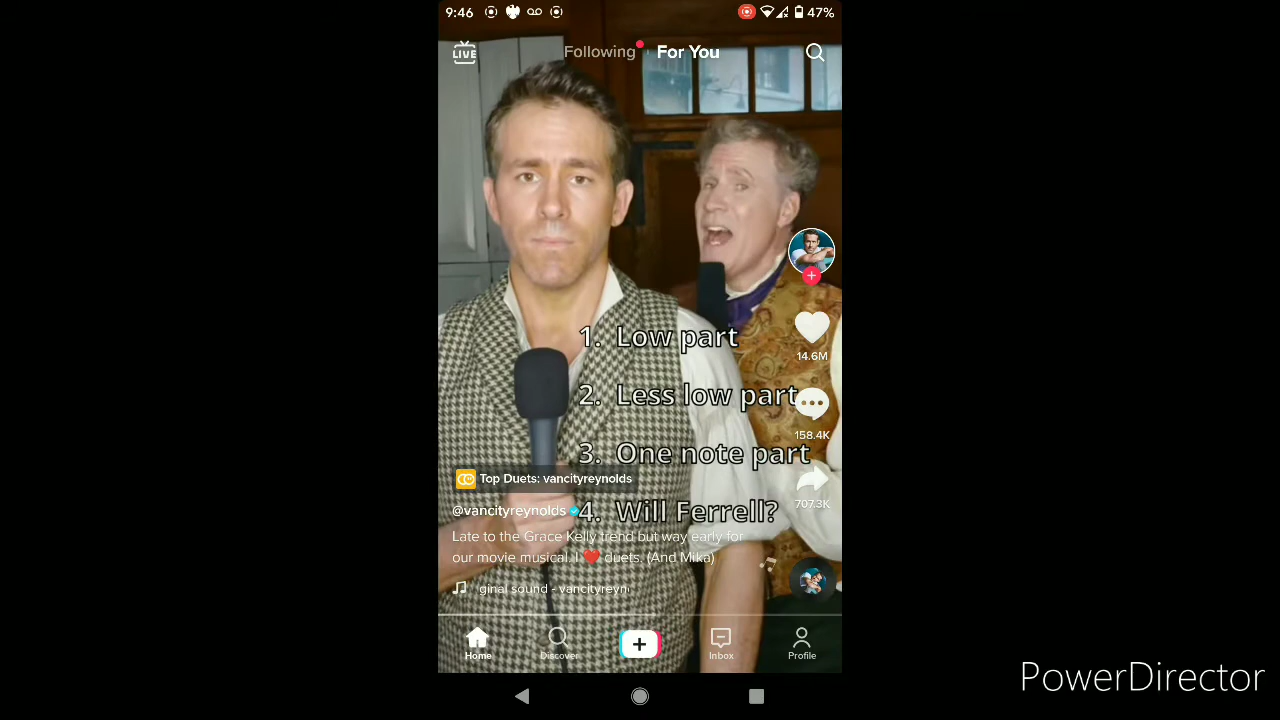 9:46
47%
LIVE
Following For You
1. Low part
14.6M
2. Less low part
158.4K
3. One note part
Top Duets: vancityreynolds
707.3K
@vancityreynolds 4. Will Ferrell?
Late to the Grace Kelly trend but way early for
our movie musical. I ❤️ duets. (And Mika)
ginal sound - vancityreyn
Home Discover Inbox Profile
PowerDirector